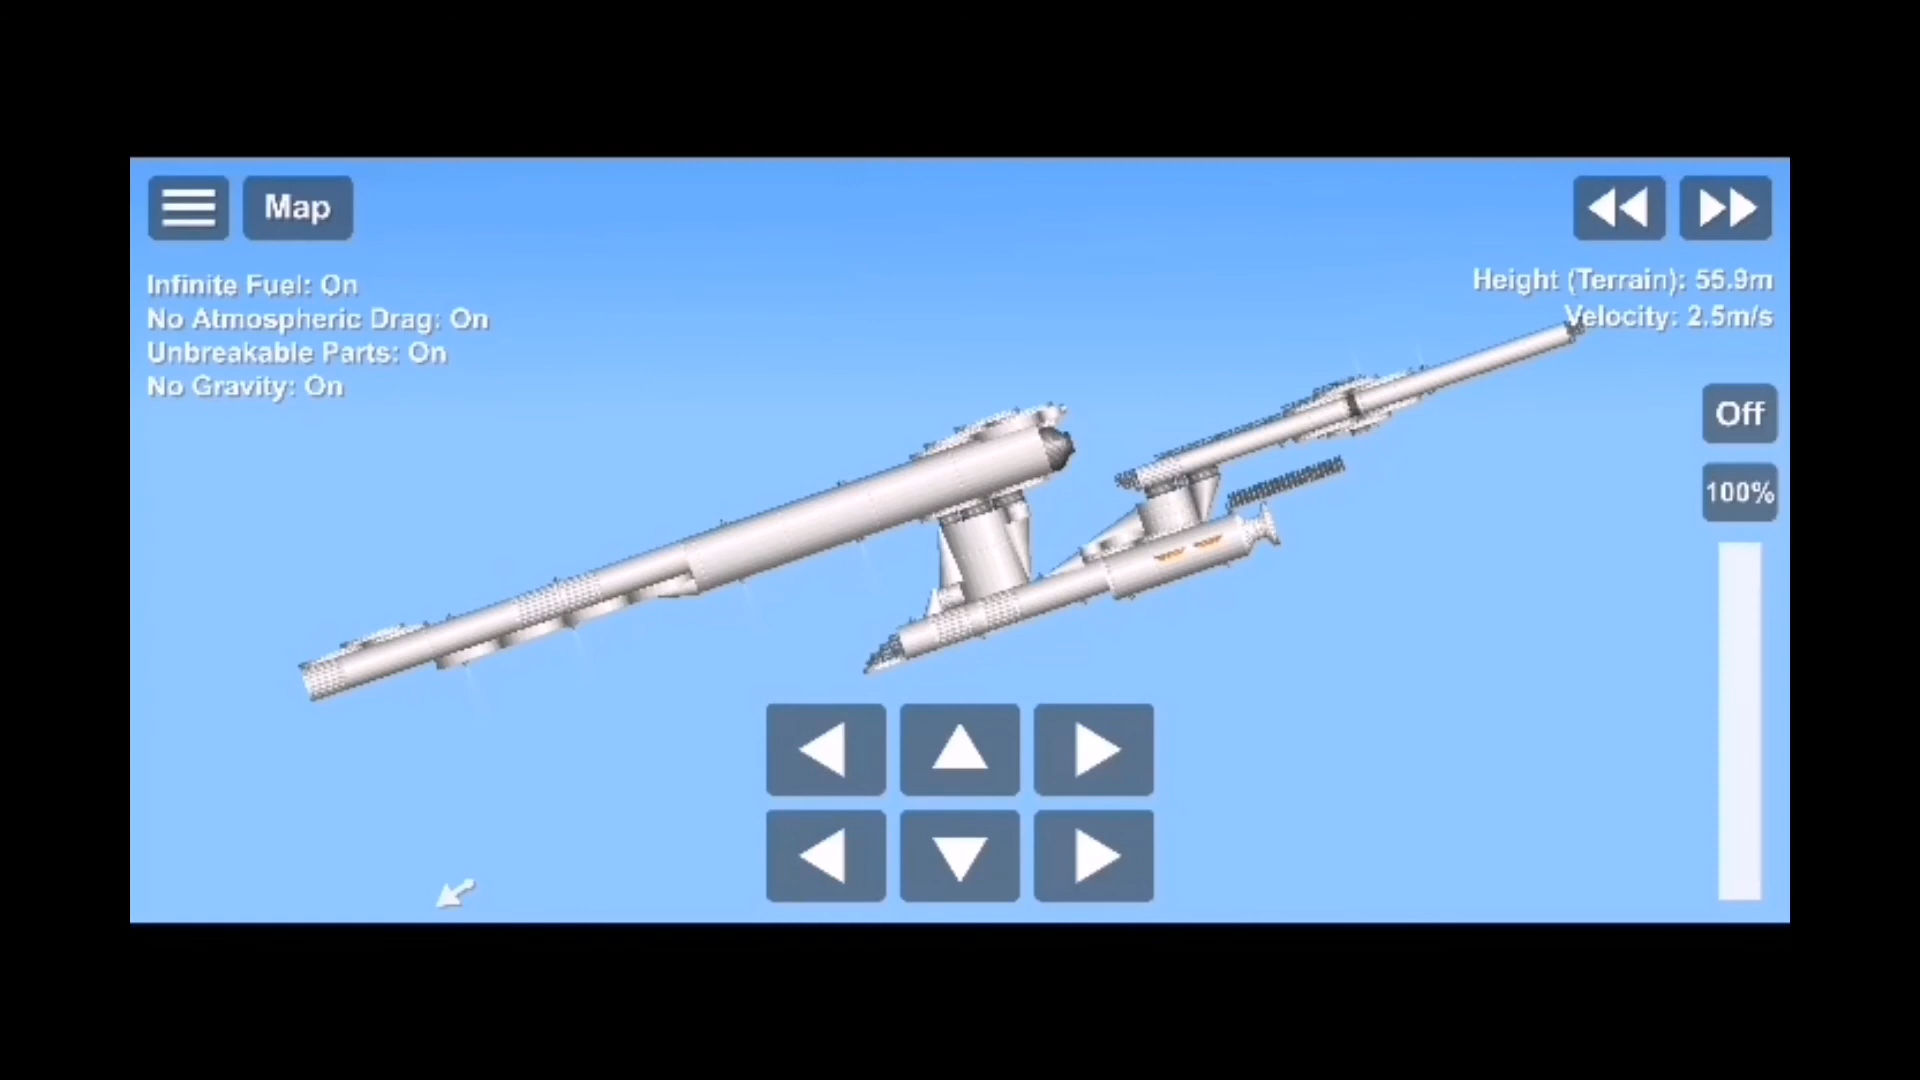 Map
Infinite Fuel: On
No Atmospheric Drag: On
Unbreakable Parts: On
No Gravity: On
Height (Terrain): 55.9m
Velocity: 2.5m/s
Off
100%